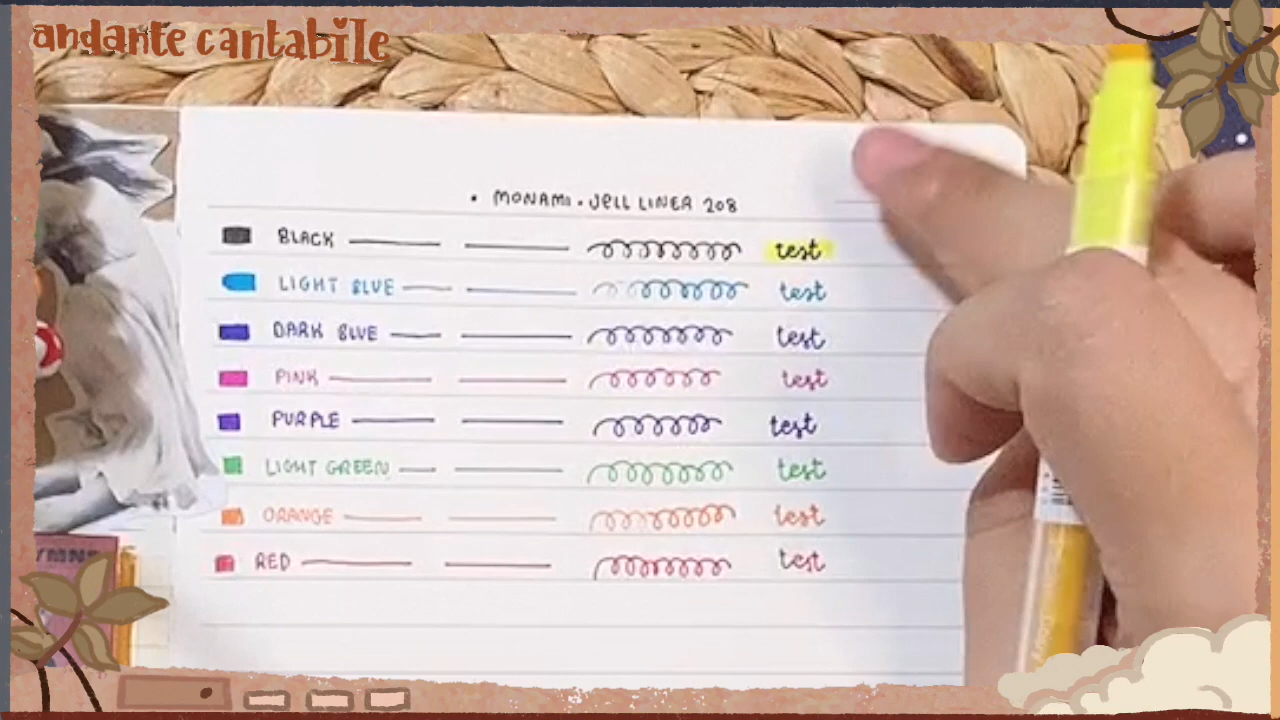 andante cantabile
• MONAMI • JELL LINER 208
BLACK test
LIGHT BLUE test
DARK BLUE test
PINK test
PURPLE test
LIGHT GREEN test
ORANGE test
RED test